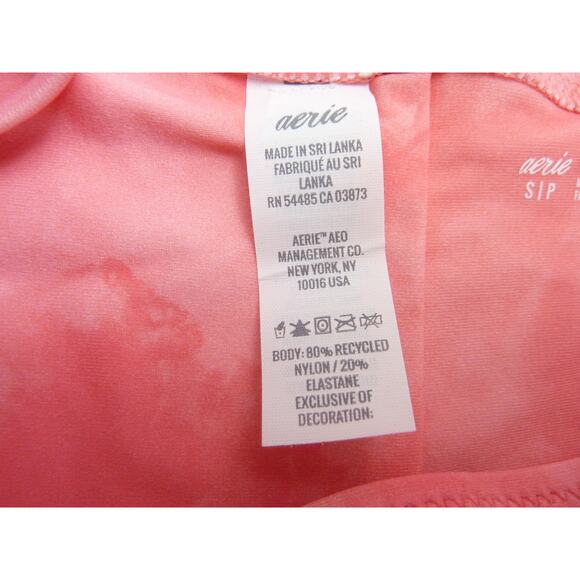 aerie
MADE IN SRI LANKA
FABRIQUÉ AU SRI
LANKA
RN 54485 CA 03873
AERIE™ AEO
MANAGEMENT CO.
NEW YORK, NY
10016 USA
BODY: 80% RECYCLED
NYLON / 20%
ELASTANE
EXCLUSIVE OF
DECORATION:
aerie
S|P